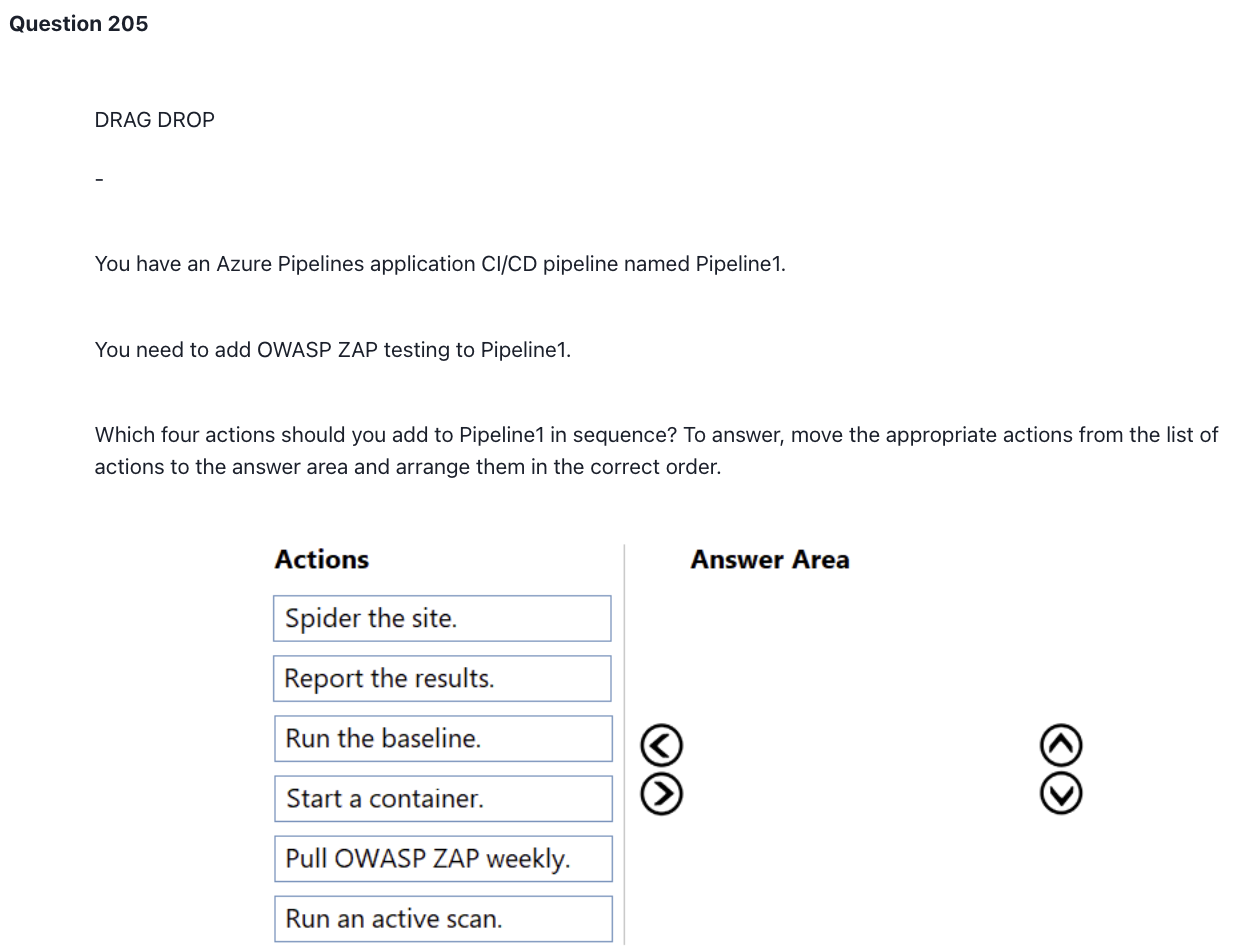 Question 205
DRAG DROP
-
You have an Azure Pipelines application CI/CD pipeline named Pipeline1.
You need to add OWASP ZAP testing to Pipeline1.
Which four actions should you add to Pipeline1 in sequence? To answer, move the appropriate actions from the list of
actions to the answer area and arrange them in the correct order.
Actions
Answer Area
Spider the site.
Report the results.
Run the baseline.
Start a container.
Pull OWASP ZAP weekly.
Run an active scan.